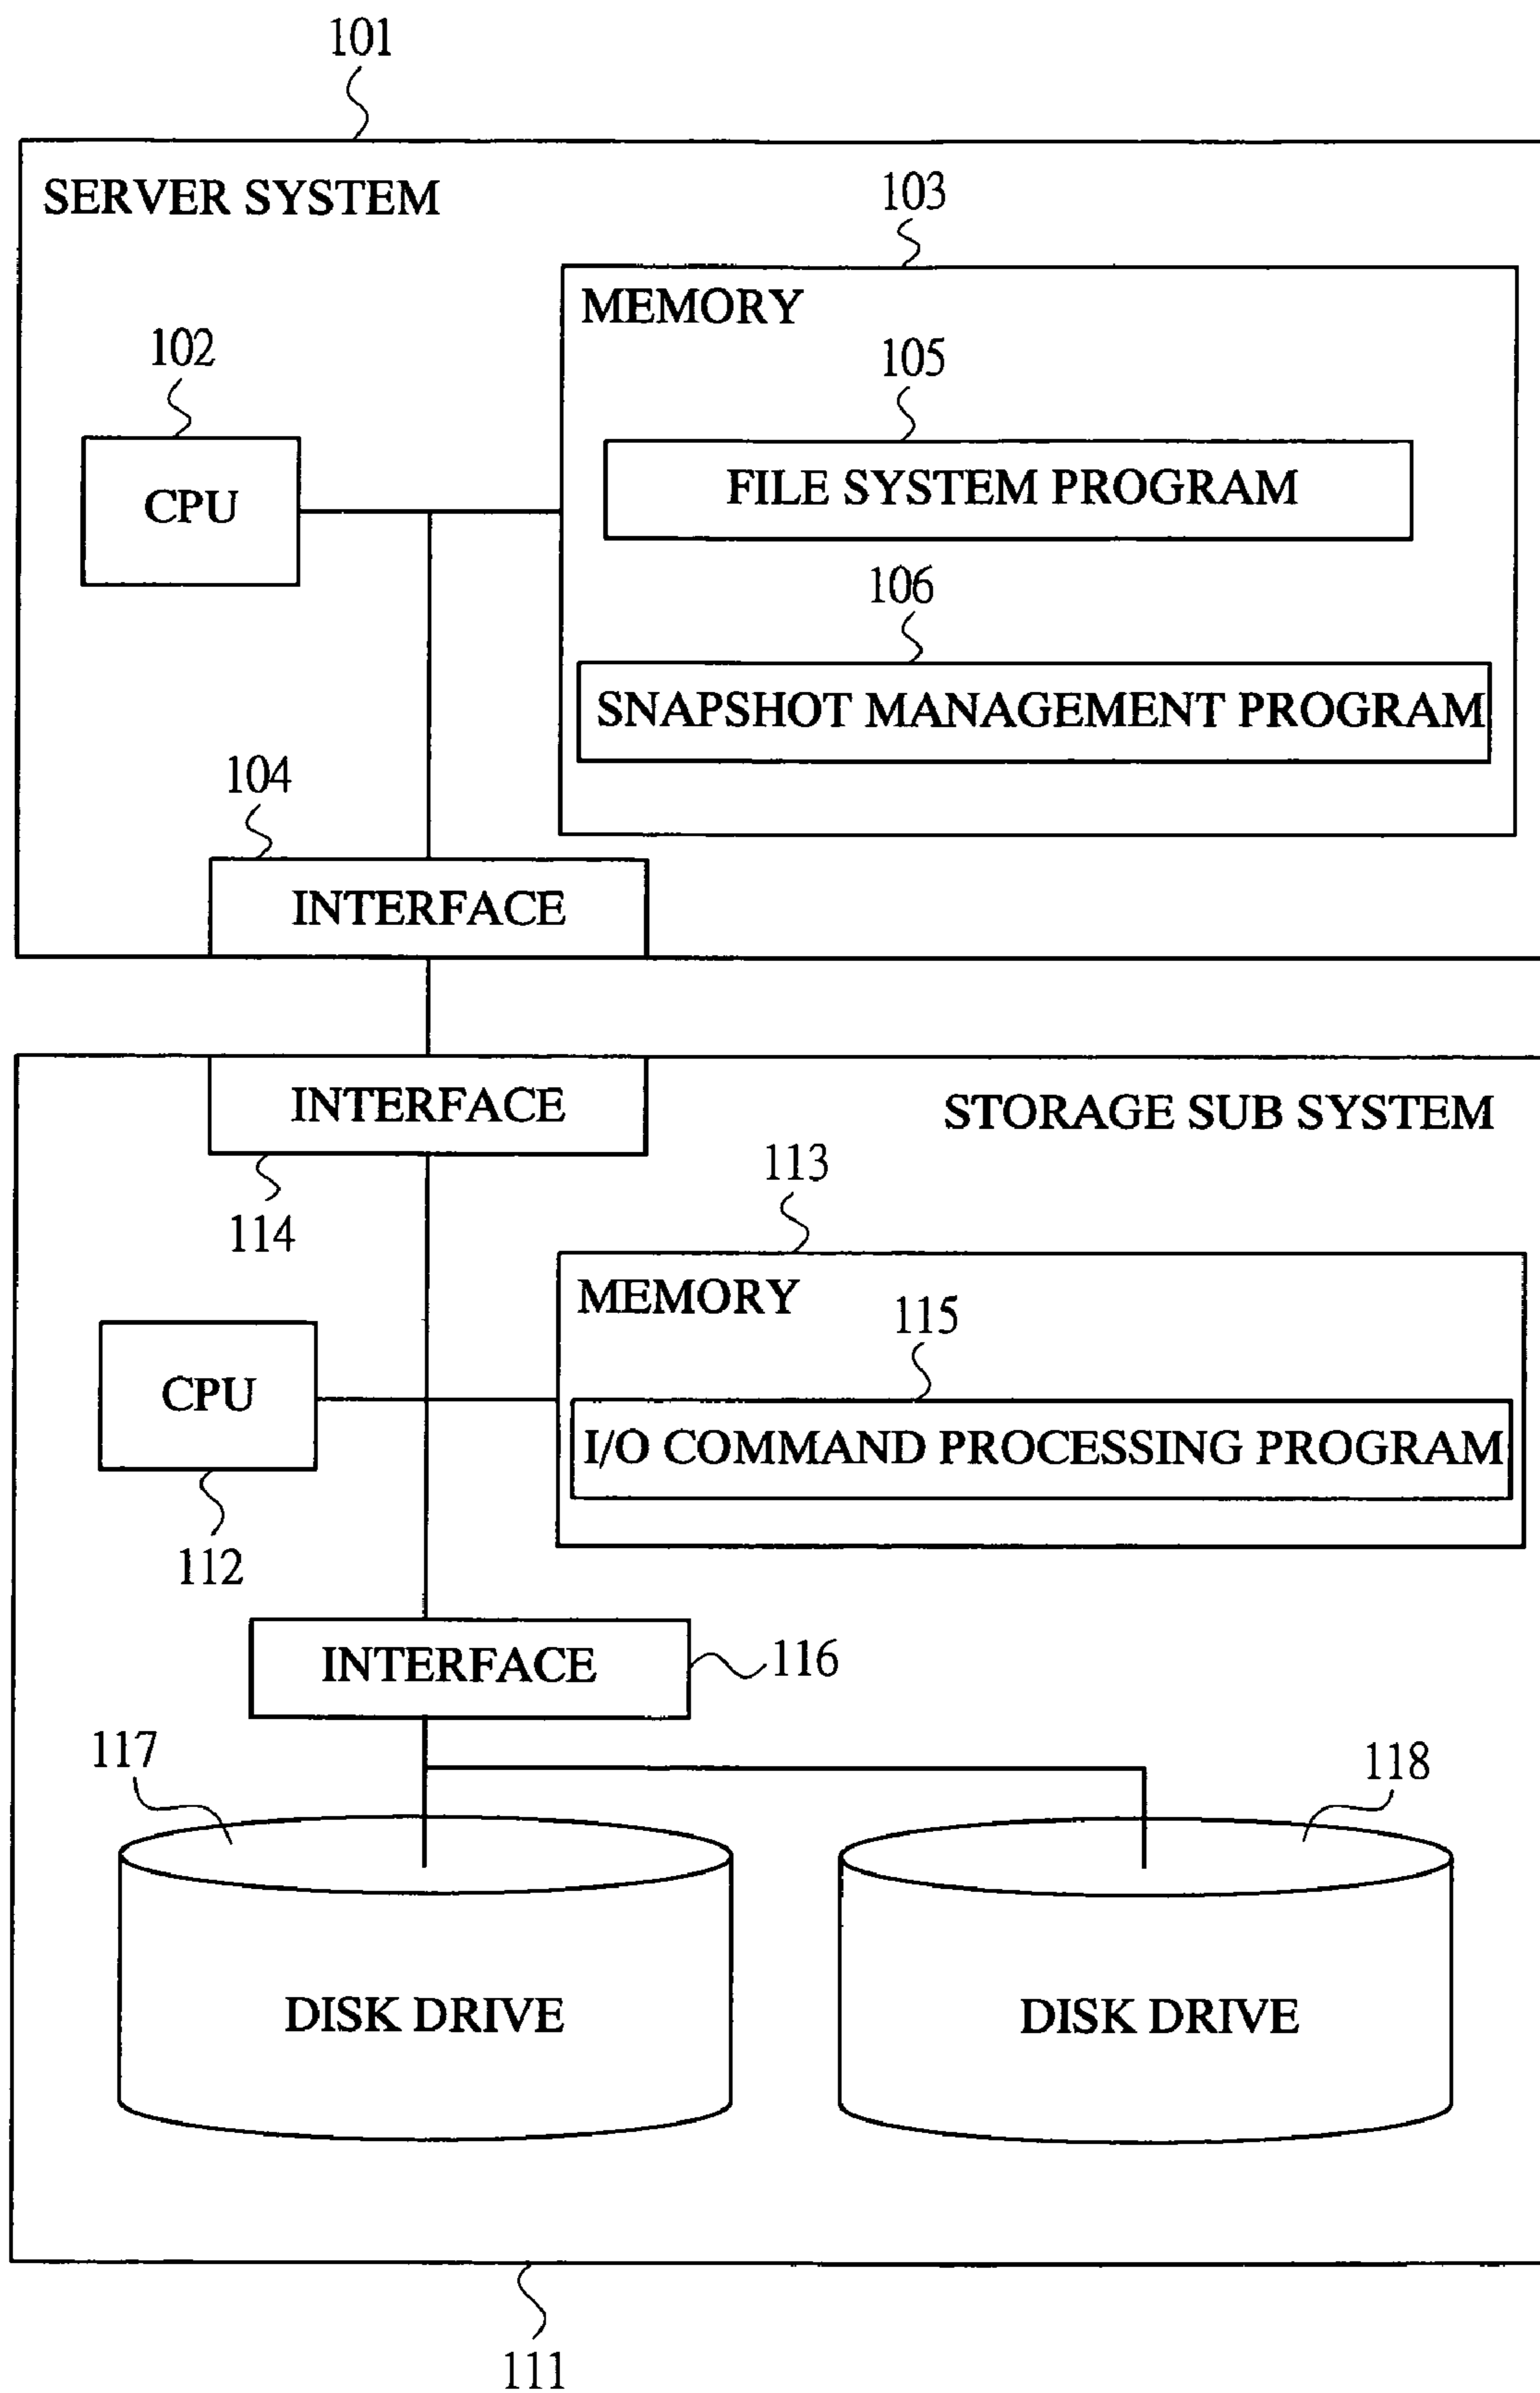 101
SERVER SYSTEM
103
MEMORY
102
105
CPU
FILE SYSTEM PROGRAM
106
SNAPSHOT MANAGEMENT PROGRAM
104
INTERFACE
INTERFACE
STORAGE SUB SYSTEM
113
114
MEMORY
115
CPU
I/O COMMAND PROCESSING PROGRAM
112
INTERFACE
116
117
118
DISK DRIVE
DISK DRIVE
111